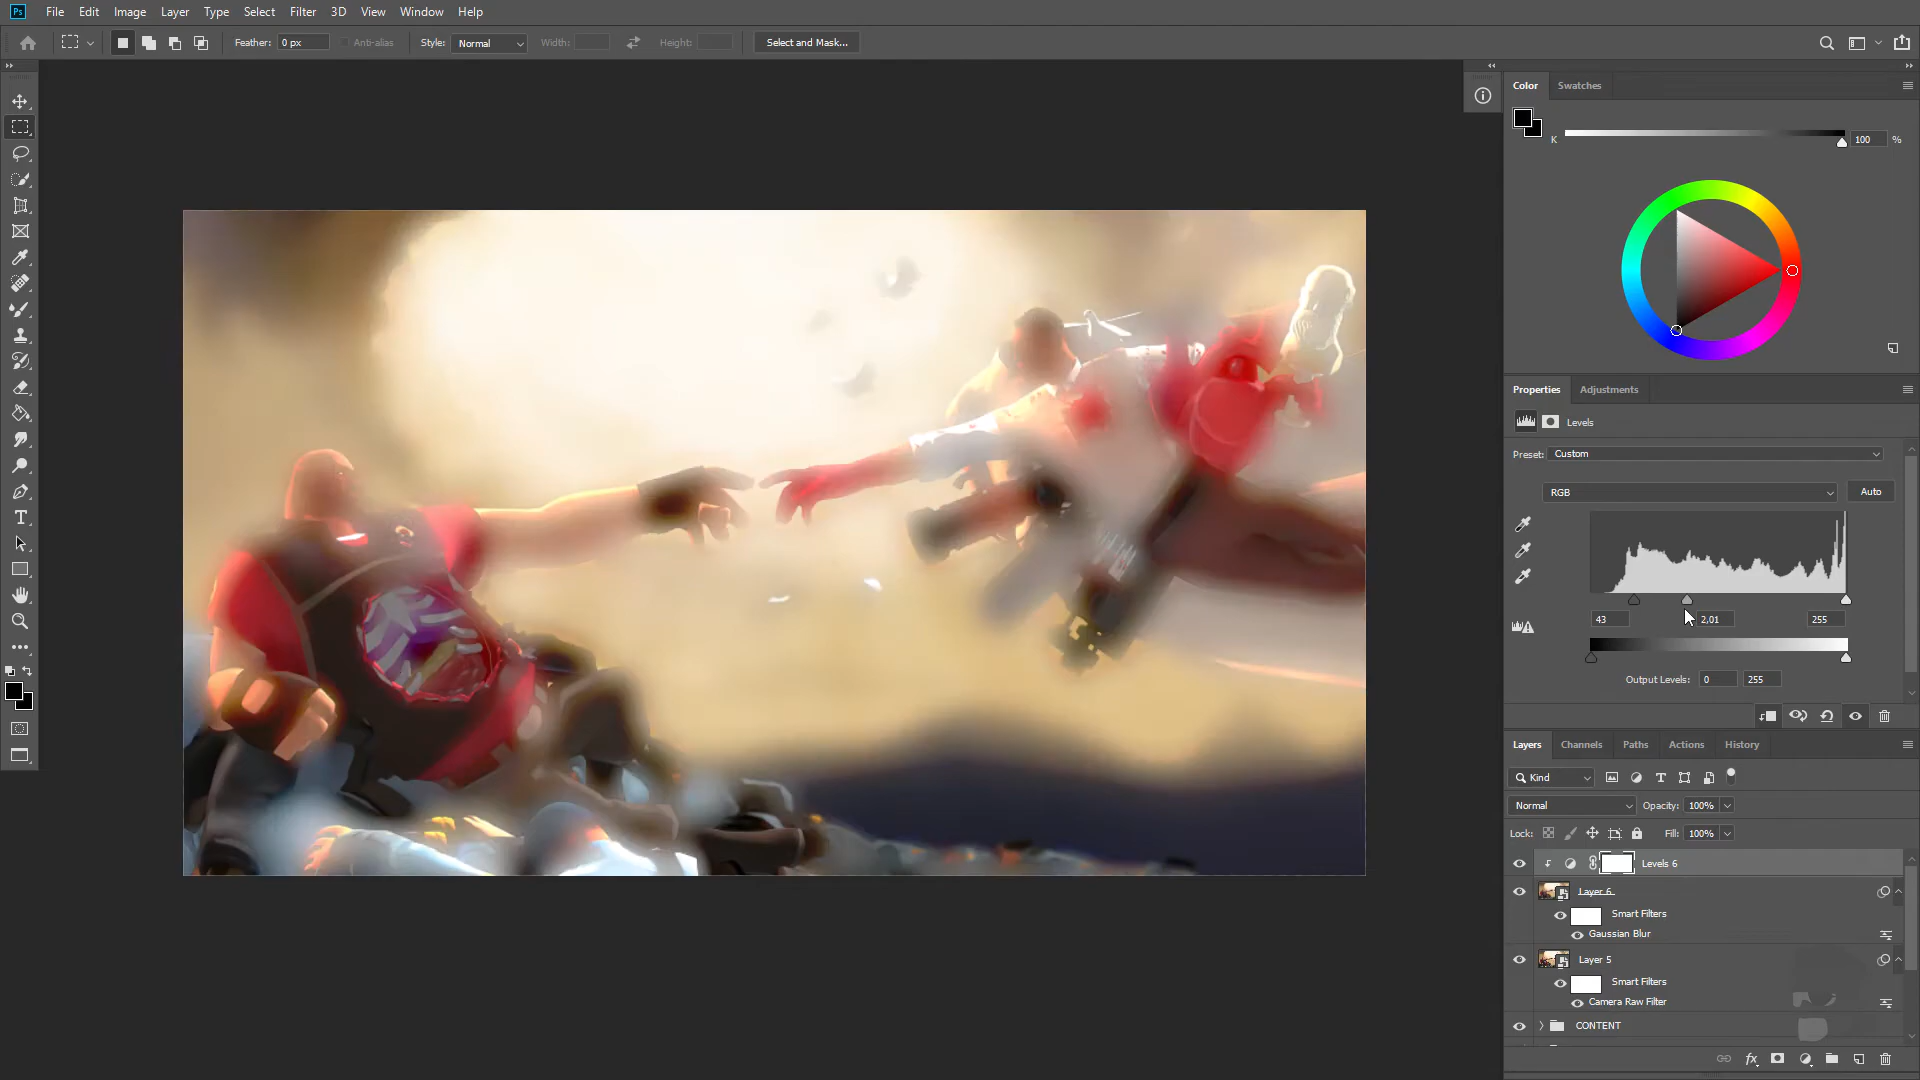 Ps File Edit Image Layer Type Select Filter 3D View Window Help
Feather: 0 px Anti-alias Style: Normal Width: Height: Select and Mask...
Color Swatches
K 100 %
Properties Adjustments
Levels
Preset: Custom
RGB Auto
43 2,01 255
Output Levels: 0 255
Layers Channels Paths Actions History
Kind
Normal Opacity: 100%
Lock: Fill: 100%
Levels 6
Layer 6
Smart Filters
Gaussian Blur
Layer 5
Smart Filters
Camera Raw Filter
CONTENT
fx